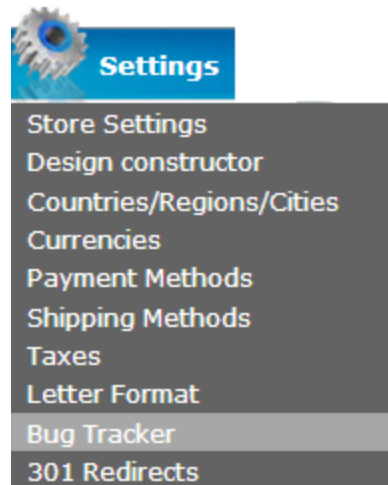 Settings
Store Settings
Design constructor
Countries/Regions/Cities
Currencies
Payment Methods
Shipping Methods
Taxes
Letter Format
Bug Tracker
301 Redirects